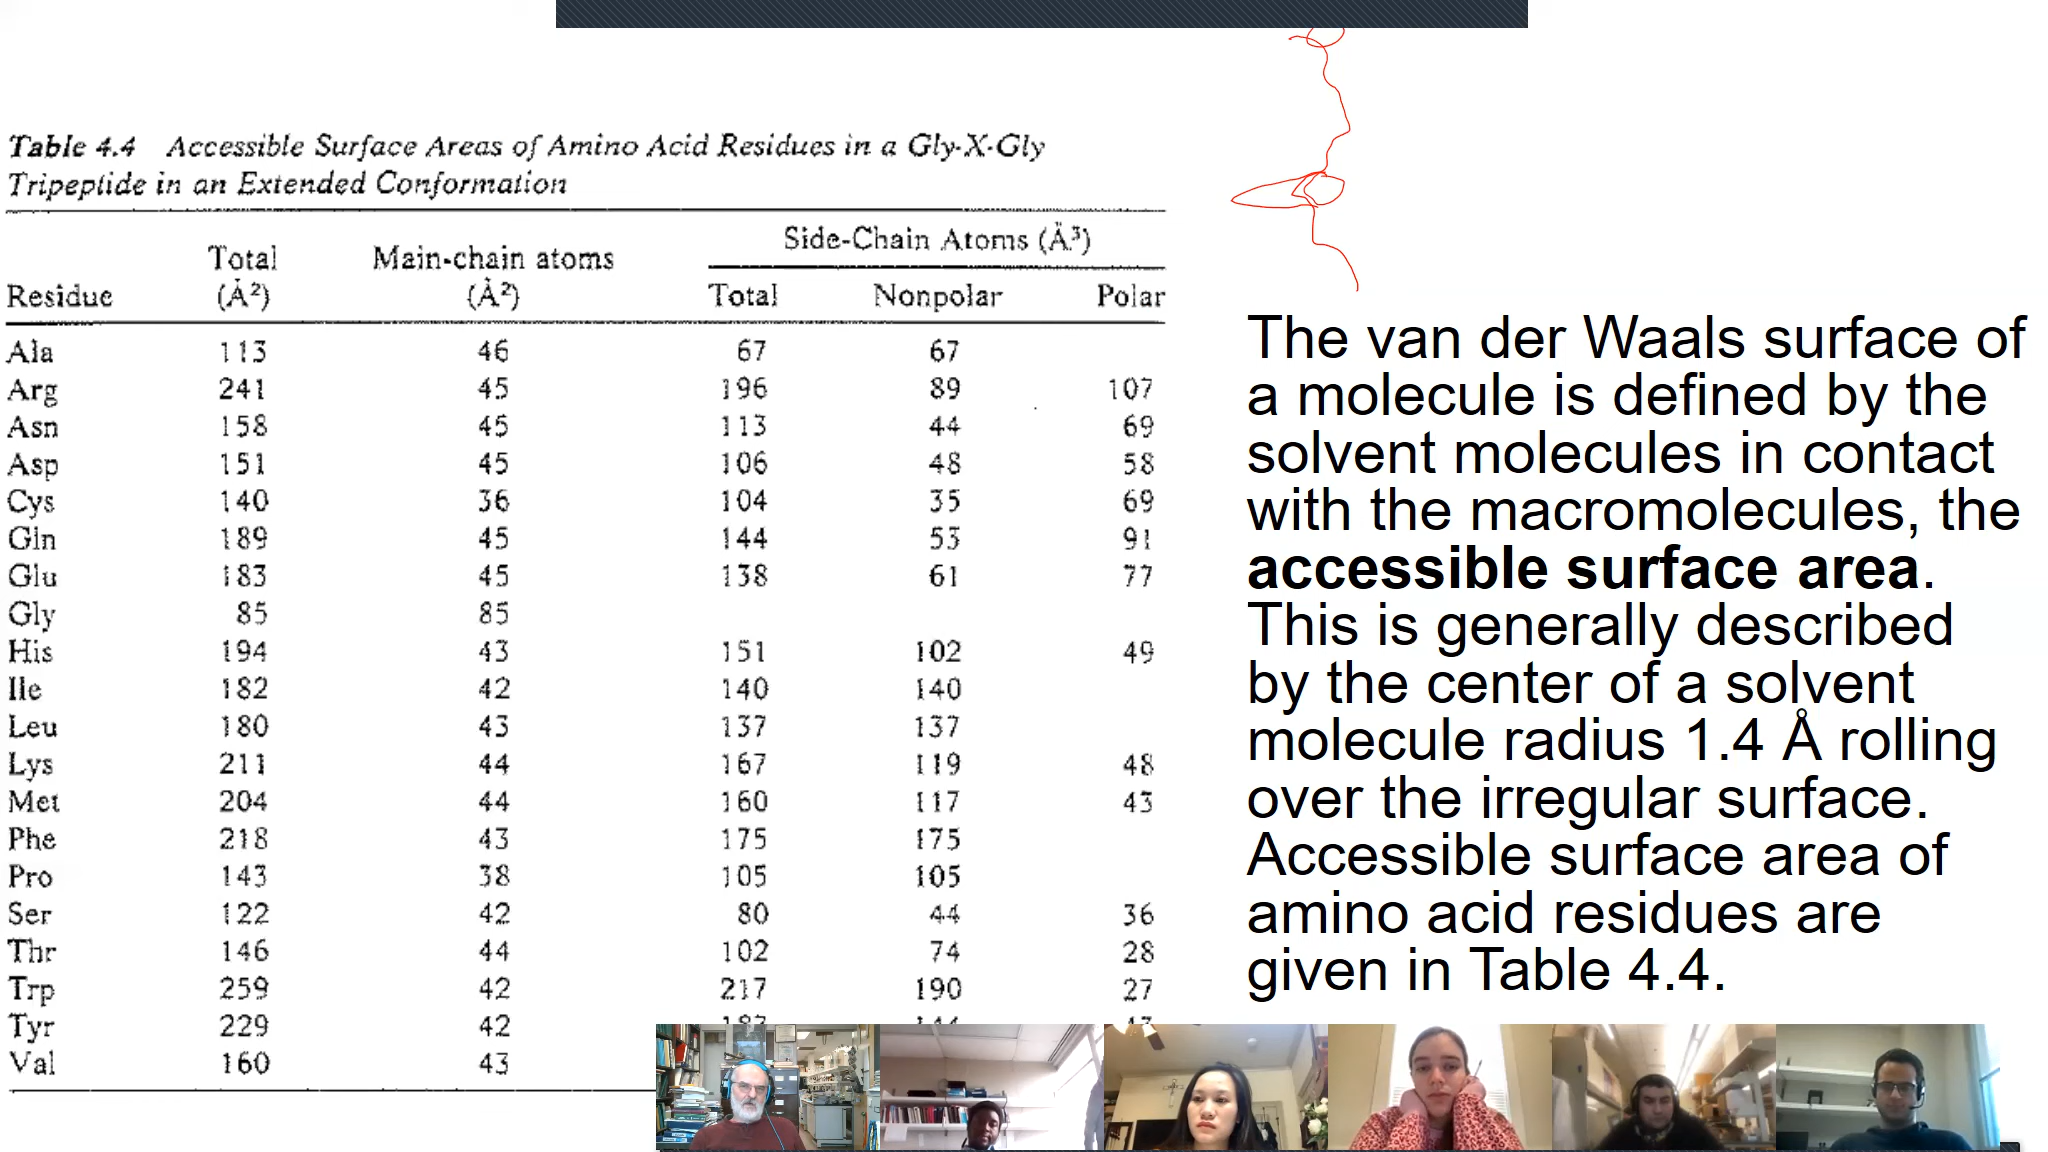 Table 4.4 Accessible Surface Areas of Amino Acid Residues in a Gly-X-Gly
Tripeptide in an Extended Conformation
Side-Chain Atoms (Å³)
Total Main-chain atoms
Residue (Å²) (Å²) Total Nonpolar Polar
Ala 113 46 67 67
Arg 241 45 196 89 107
Asn 158 45 113 44 69
Asp 151 45 106 48 58
Cys 140 36 104 35 69
Gln 189 45 144 53 91
Glu 183 45 138 61 77
Gly 85 85
His 194 43 151 102 49
Ile 182 42 140 140
Leu 180 43 137 137
Lys 211 44 167 119 48
Met 204 44 160 117 43
Phe 218 43 175 175
Pro 143 38 105 105
Ser 122 42 80 44 36
Thr 146 44 102 74 28
Trp 259 42 217 190 27
Tyr 229 42
Val 160 43
The van der Waals surface of
a molecule is defined by the
solvent molecules in contact
with the macromolecules, the
accessible surface area.
This is generally described
by the center of a solvent
molecule radius 1.4 Å rolling
over the irregular surface.
Accessible surface area of
amino acid residues are
given in Table 4.4.